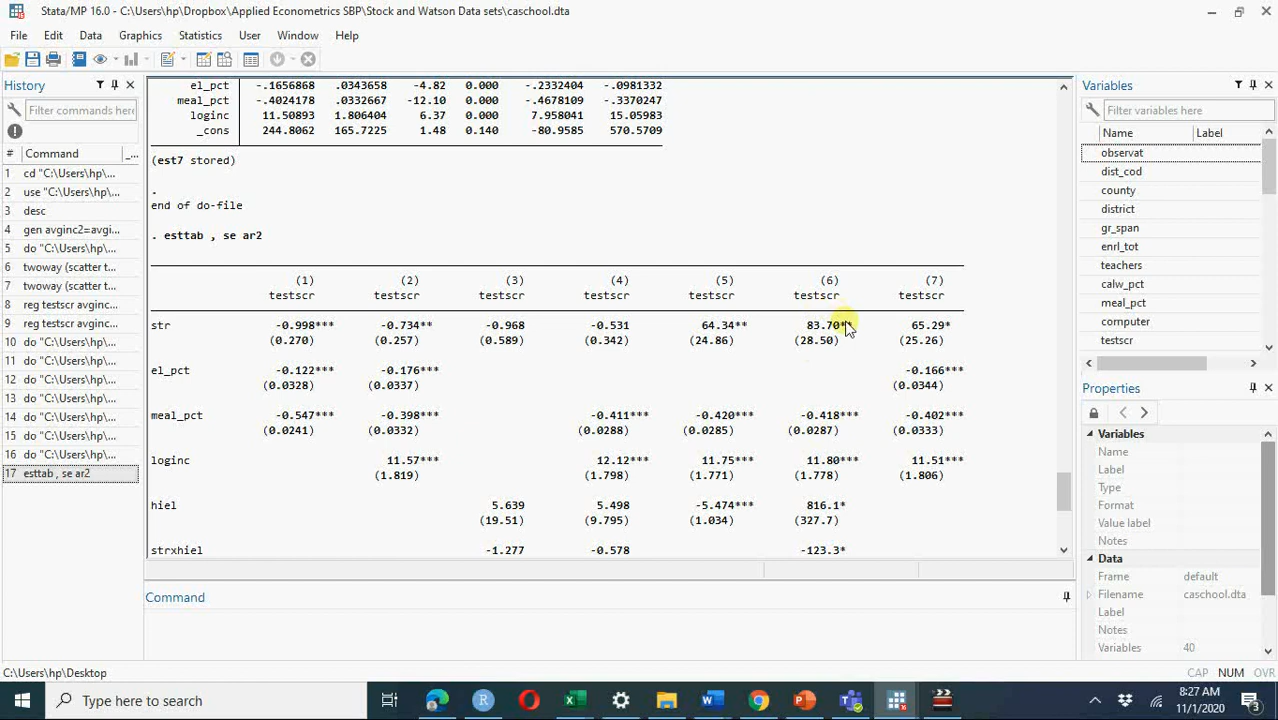 Stata/MP 16.0 - C:\Users\hp\Dropbox\Applied Econometrics SBP\Stock and Watson Data sets\caschool.dta
File Edit Data Graphics Statistics User Window Help
History
Filter commands here
# Command _...
1 cd "C:\Users\hp\...
2 use "C:\Users\hp\...
3 desc
4 gen avginc2=avgi...
5 do "C:\Users\hp\...
6 twoway (scatter t...
7 twoway (scatter t...
8 reg testscr avginc...
9 reg testscr avginc...
10 do "C:\Users\hp\...
11 do "C:\Users\hp\...
12 do "C:\Users\hp\...
13 do "C:\Users\hp\...
14 do "C:\Users\hp\...
15 do "C:\Users\hp\...
16 do "C:\Users\hp\...
17 esttab , se ar2
el_pct -.1656868 .0343658 -4.82 0.000 -.2332404 -.0981332
meal_pct -.4024178 .0332667 -12.10 0.000 -.4678109 -.3370247
loginc 11.50893 1.806404 6.37 0.000 7.958041 15.05983
_cons 244.8062 165.7225 1.48 0.140 -80.9585 570.5709
(est7 stored)
.
end of do-file
. esttab , se ar2
(1) (2) (3) (4) (5) (6) (7)
testscr testscr testscr testscr testscr testscr testscr
str -0.998*** -0.734** -0.968 -0.531 64.34** 83.70** 65.29*
(0.270) (0.257) (0.589) (0.342) (24.86) (28.50) (25.26)
el_pct -0.122*** -0.176*** -0.166***
(0.0328) (0.0337) (0.0344)
meal_pct -0.547*** -0.398*** -0.411*** -0.420*** -0.418*** -0.402***
(0.0241) (0.0332) (0.0288) (0.0285) (0.0287) (0.0333)
loginc 11.57*** 12.12*** 11.75*** 11.80*** 11.51***
(1.819) (1.798) (1.771) (1.778) (1.806)
hiel 5.639 5.498 -5.474*** 816.1*
(19.51) (9.795) (1.034) (327.7)
strxhiel -1.277 -0.578 -123.3*
Command
Variables
Filter variables here
Name Label
observat
dist_cod
county
district
gr_span
enrl_tot
teachers
calw_pct
meal_pct
computer
testscr
Properties
Variables
Name
Label
Type
Format
Value label
Notes
Data
Frame default
Filename caschool.dta
Label
Notes
Variables 40
C:\Users\hp\Desktop
CAP NUM OVR
Type here to search
8:27 AM
11/1/2020
3